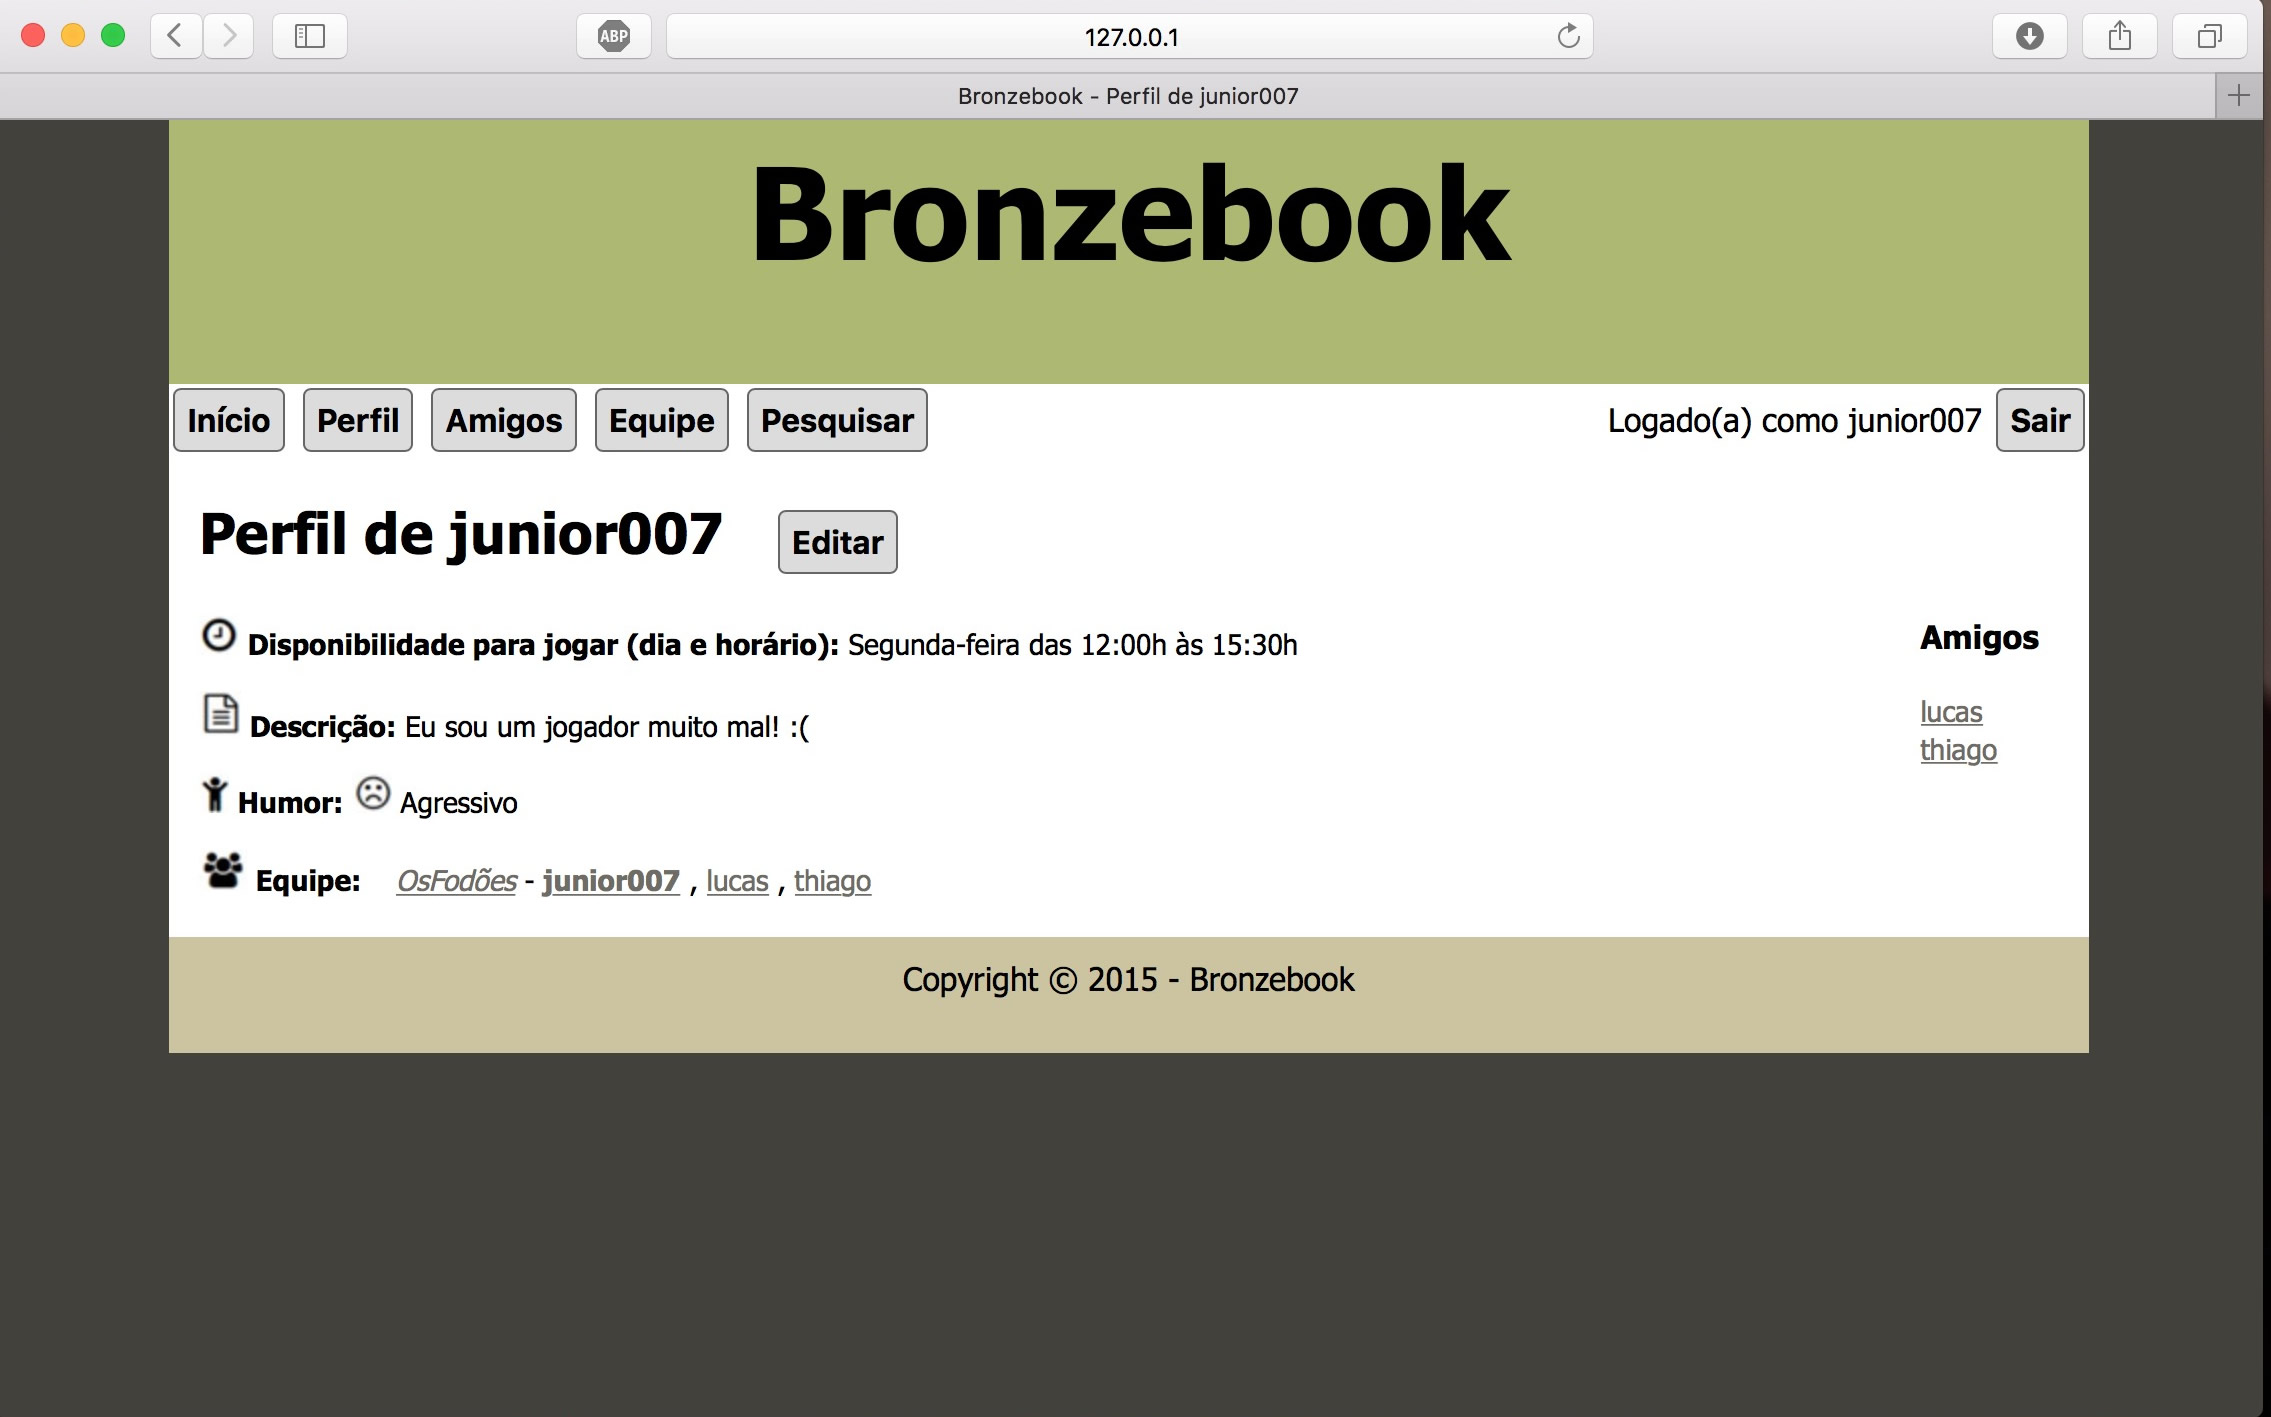 ABP
127.0.0.1
Bronzebook - Perfil de junior007
Bronzebook
Início Perfil Amigos Equipe Pesquisar Logado(a) como junior007 Sair
Perfil de junior007 Editar
Disponibilidade para jogar (dia e horário): Segunda-feira das 12:00h às 15:30h
Descrição: Eu sou um jogador muito mal! :(
Humor: Agressivo
Equipe: OsFodões - junior007 , lucas , thiago
Amigos
lucas
thiago
Copyright © 2015 - Bronzebook